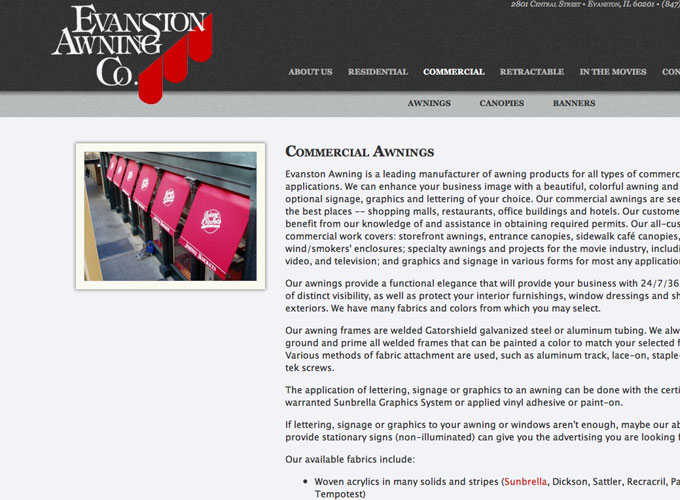 2801 Central Street • Evanston, IL 60201 • (847)
Evanston
Awning
Co.
ABOUT US RESIDENTIAL COMMERCIAL RETRACTABLE IN THE MOVIES CON
AWNINGS CANOPIES BANNERS
Commercial Awnings
Evanston Awning is a leading manufacturer of awning products for all types of commerc
applications. We can enhance your business image with a beautiful, colorful awning and
optional signage, graphics and lettering of your choice. Our commercial awnings are see
the best places -- shopping malls, restaurants, office buildings and hotels. Our custome
benefit from our knowledge of and assistance in obtaining required permits. Our all-cus
commercial work covers: storefront awnings, entrance canopies, sidewalk café canopies,
wind/smokers' enclosures; specialty awnings and projects for the movie industry, includi
video, and television; and graphics and signage in various forms for most any application
Our awnings provide a functional elegance that will provide your business with 24/7/36
of distinct visibility, as well as protect your interior furnishings, window dressings and sh
exteriors. We have many fabrics and colors from which you may select.
Our awning frames are welded Gatorshield galvanized steel or aluminum tubing. We alw
ground and prime all welded frames that can be painted a color to match your selected f
Various methods of fabric attachment are used, such as aluminum track, lace-on, staple-
tek screws.
The application of lettering, signage or graphics to an awning can be done with the certi
warranted Sunbrella Graphics System or applied vinyl adhesive or paint-on.
If lettering, signage or graphics to your awning or windows aren't enough, maybe our ab
provide stationary signs (non-illuminated) can give you the advertising you are looking f
Our available fabrics include:
• Woven acrylics in many solids and stripes (Sunbrella, Dickson, Sattler, Recracril, Pa
Tempotest)